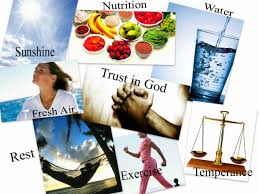 Nutrition
Water
Sunshine
Trust in God
Fresh Air
Rest
Exercise
Temperance